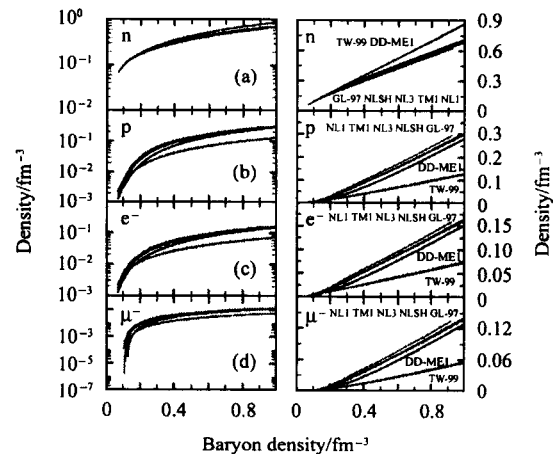 10⁰
n
10⁻¹
(a)
10⁻²
p
10⁻¹
10⁻²
(b)
10⁻³
e⁻
10⁻¹
10⁻²
(c)
10⁻³
μ⁻
10⁻¹
10⁻³
10⁻⁵
(d)
10⁻⁷
0 0.4 0.8
Density/fm⁻³
n
TW-99 DD-ME1
GL-97 NLSH NL3 TM1 NL1
0.9
0.6
0.3
0
p
NL1 TM1 NL3 NLSH GL-97
DD-ME1
TW-99
0.3
0.2
0.1
0
e⁻
NL1 TM1 NL3 NLSH GL-97
DD-ME1
TW-99
0.15
0.10
0.05
0
μ⁻
NL1 TM1 NL3 NLSH GL-97
DD-ME1
TW-99
0.12
0.06
0
0 0.4 0.8
Density/fm⁻³
Baryon density/fm⁻³